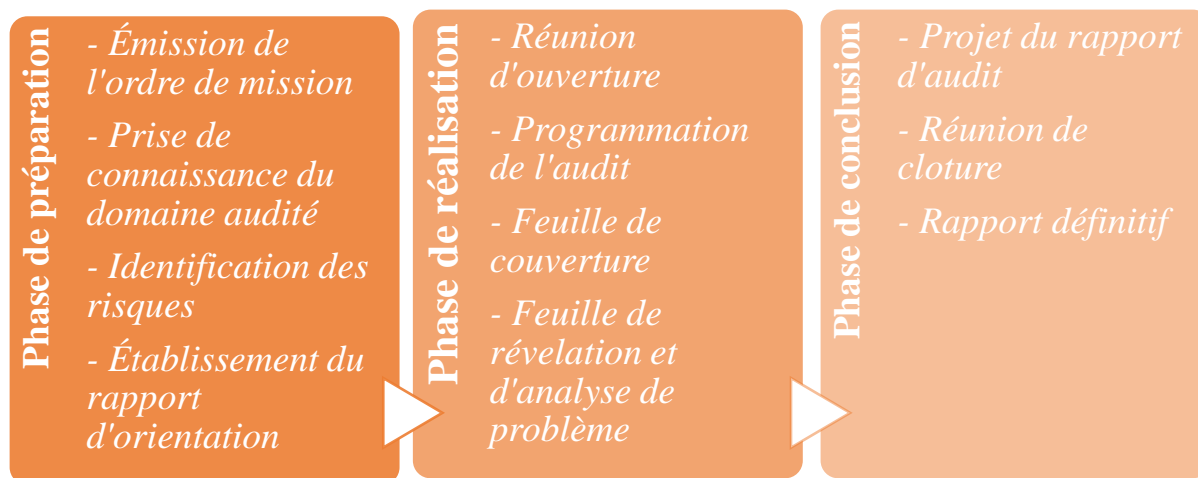 Phase de préparation
- Émission de
l'ordre de mission
- Prise de
connaissance du
domaine audité
- Identification des
risques
- Établissement du
rapport
d'orientation
Phase de réalisation
- Réunion
d'ouverture
- Programmation
de l'audit
- Feuille de
couverture
- Feuille de
révelation et
d'analyse de
problème
Phase de conclusion
- Projet du rapport
d'audit
- Réunion de
cloture
- Rapport définitif